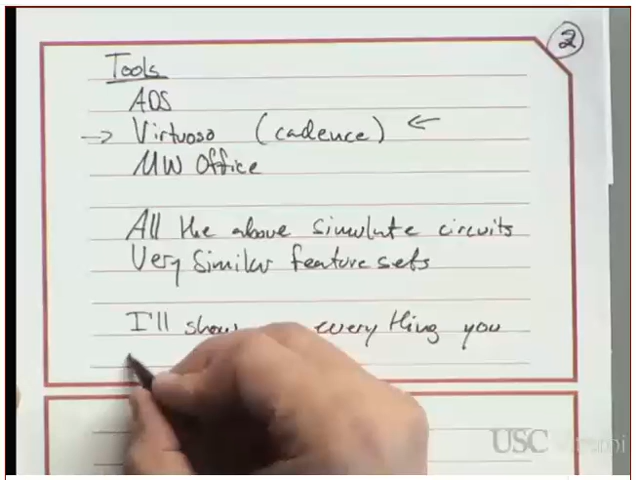 2
Tools
ADS
→ Virtuoso (cadence) ←
MW Office
All the above simulate circuits
Very similar feature sets
I'll show everything you
USC